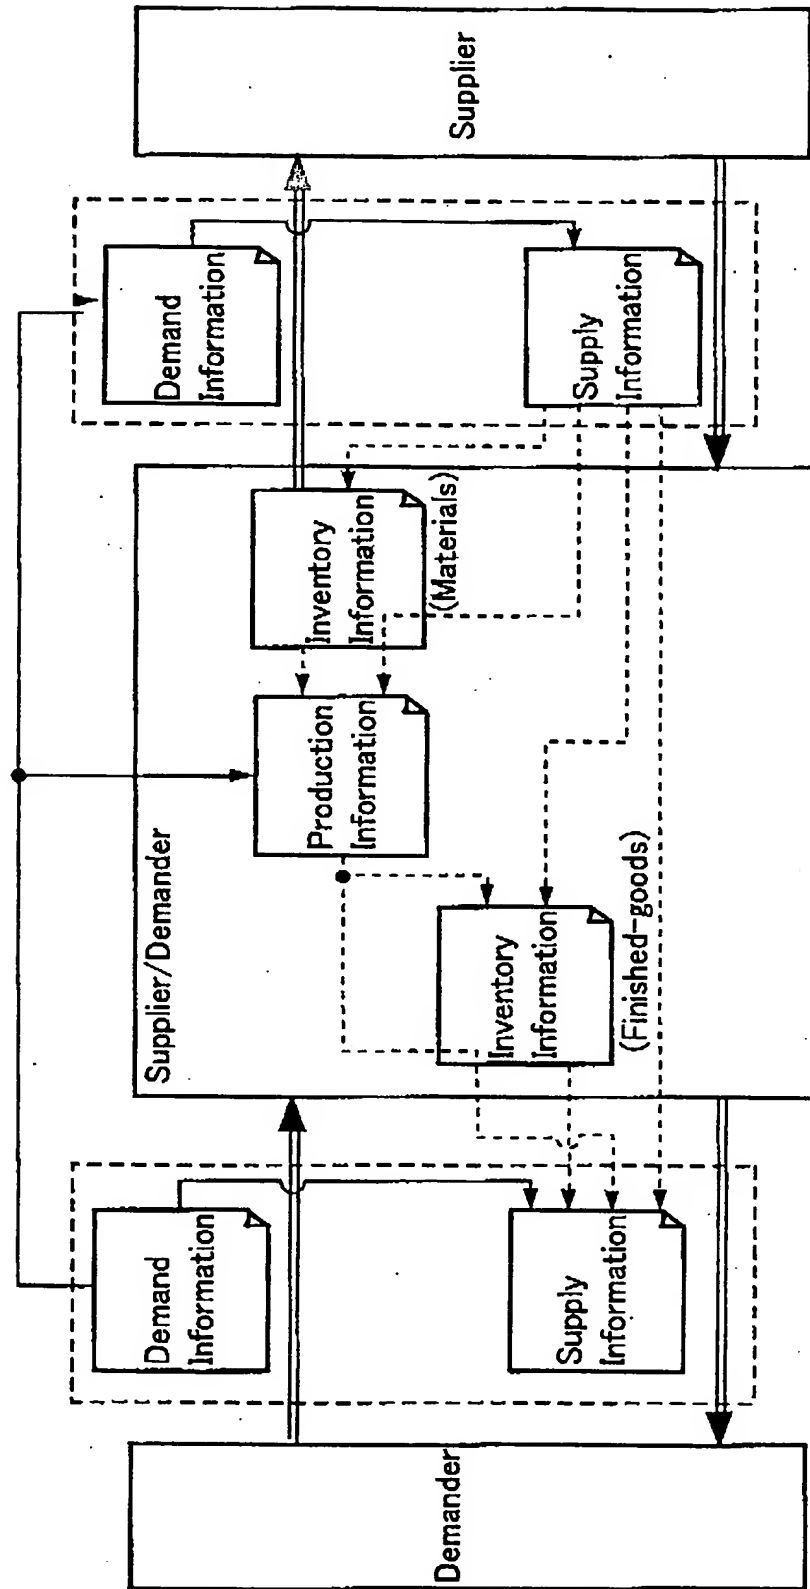 Demander
Demand
Information
Supply
Information
Supplier/Demander
Inventory
Information
(Finished-goods)
Production
Information
Inventory
Information
(Materials)
Demand
Information
Supply
Information
Supplier